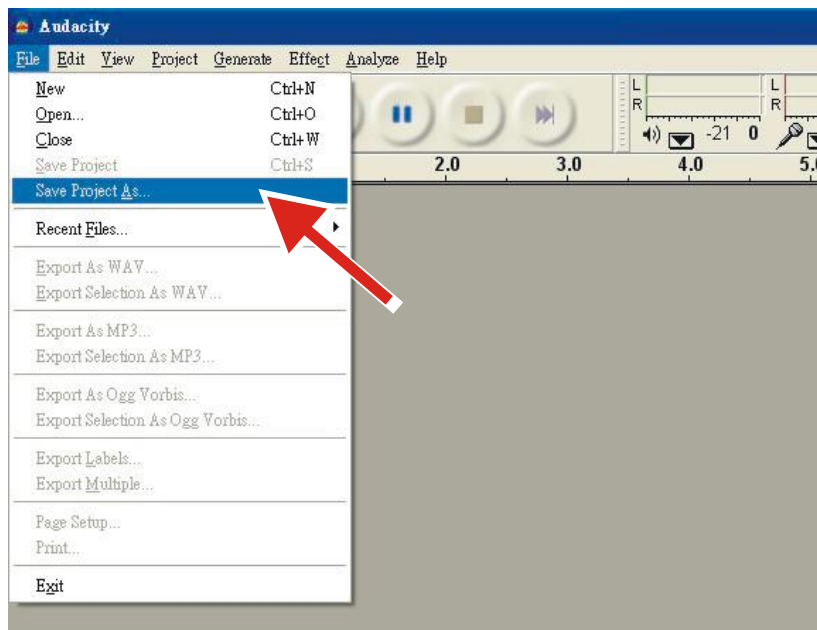 Audacity
File Edit View Project Generate Effect Analyze Help
New Ctrl+N
Open... Ctrl+O
Close Ctrl+W
Save Project Ctrl+S
Save Project As...
Recent Files...
Export As WAV...
Export Selection As WAV...
Export As MP3...
Export Selection As MP3...
Export As Ogg Vorbis...
Export Selection As Ogg Vorbis...
Export Labels...
Export Multiple...
Page Setup...
Print...
Exit
L L
R R
-21 0
2.0 3.0 4.0 5.0